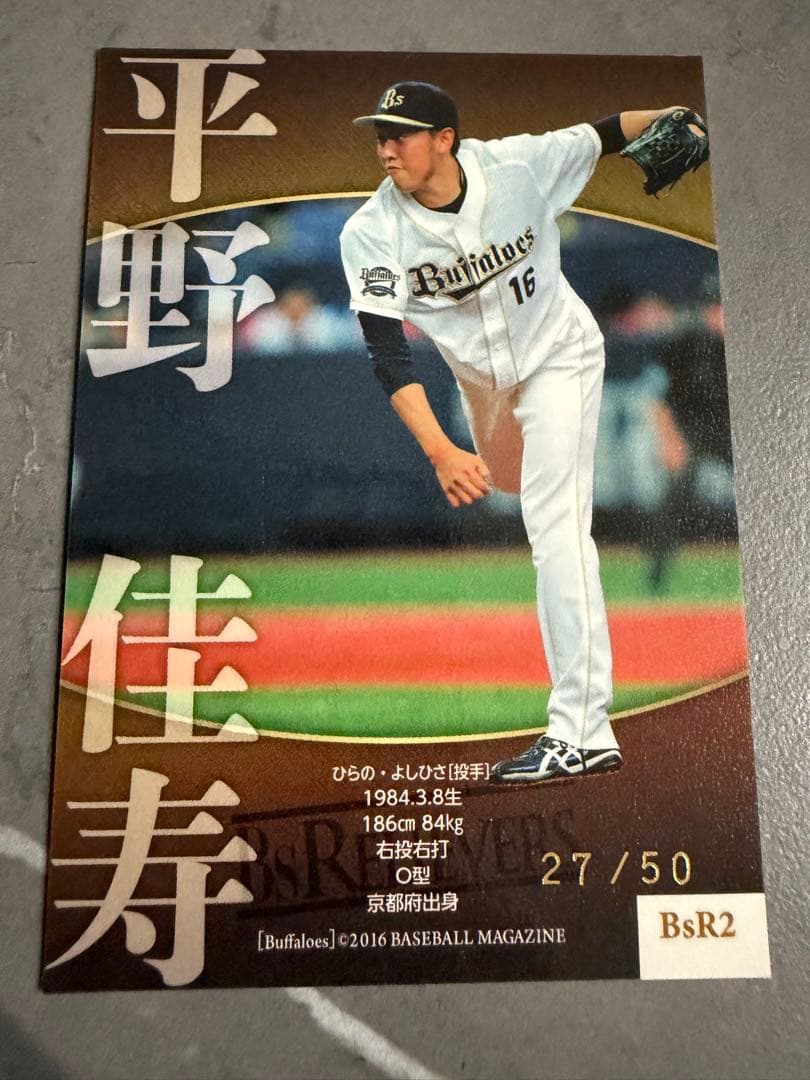 平野 佳寿
Bs
Buffaloes
16
Buffaloes
ひらの・よしひさ[投手]
1984.3.8生
186㎝ 84㎏
右投右打
O型
京都府出身
BsRELIEVERS
27/50
BsR2
[Buffaloes]©2016 BASEBALL MAGAZINE